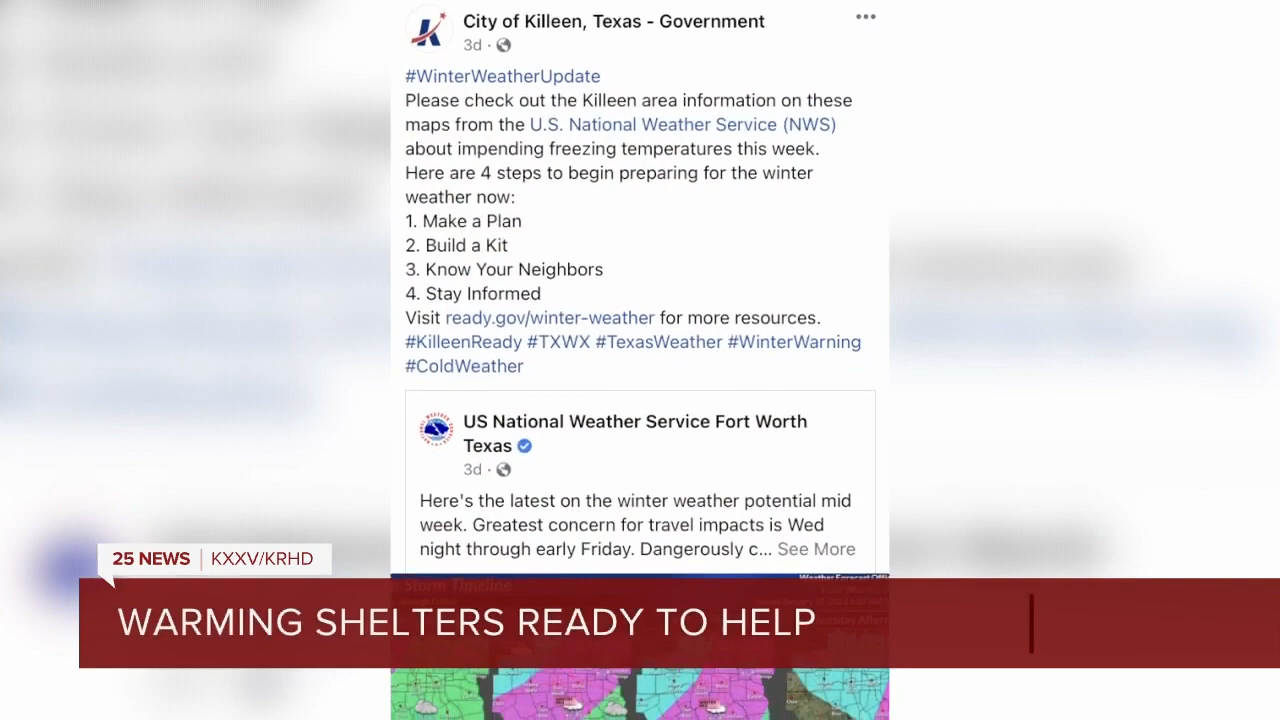 City of Killeen, Texas - Government
3d ·
#WinterWeatherUpdate
Please check out the Killeen area information on these
maps from the U.S. National Weather Service (NWS)
about impending freezing temperatures this week.
Here are 4 steps to begin preparing for the winter
weather now:
1. Make a Plan
2. Build a Kit
3. Know Your Neighbors
4. Stay Informed
Visit ready.gov/winter-weather for more resources.
#KilleenReady #TXWX #TexasWeather #WinterWarning
#ColdWeather
US National Weather Service Fort Worth
Texas
3d ·
Here's the latest on the winter weather potential mid
week. Greatest concern for travel impacts is Wed
night through early Friday. Dangerously c... See More
25 NEWS | KXXV/KRHD
Storm Timeline
Weather Forecast Offi
WARMING SHELTERS READY TO HELP